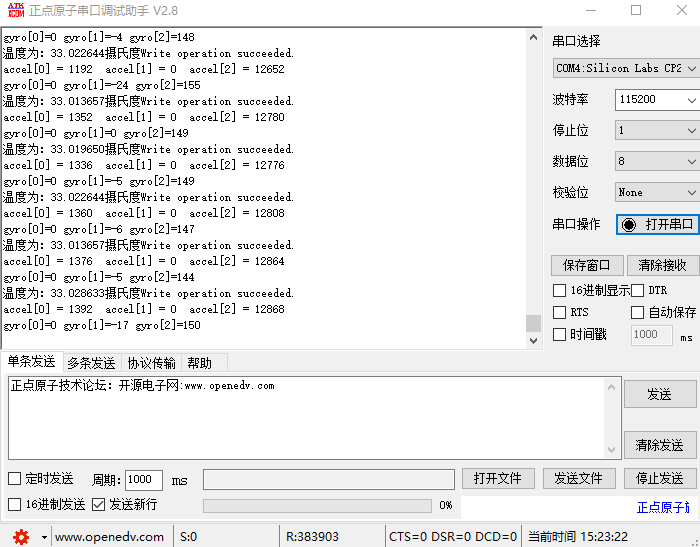 ATK
XCOM
正点原子串口调试助手 V2.8
gyro[0]=0 gyro[1]=-4 gyro[2]=148
温度为: 33.022644摄氏度Write operation succeeded.
accel[0] = 1192  accel[1] = 0  accel[2] = 12652
gyro[0]=0 gyro[1]=-24 gyro[2]=155
温度为: 33.013657摄氏度Write operation succeeded.
accel[0] = 1352  accel[1] = 0  accel[2] = 12780
gyro[0]=0 gyro[1]=0 gyro[2]=149
温度为: 33.019650摄氏度Write operation succeeded.
accel[0] = 1336  accel[1] = 0  accel[2] = 12776
gyro[0]=0 gyro[1]=-5 gyro[2]=149
温度为: 33.022644摄氏度Write operation succeeded.
accel[0] = 1360  accel[1] = 0  accel[2] = 12808
gyro[0]=0 gyro[1]=-6 gyro[2]=147
温度为: 33.013657摄氏度Write operation succeeded.
accel[0] = 1376  accel[1] = 0  accel[2] = 12864
gyro[0]=0 gyro[1]=-5 gyro[2]=144
温度为: 33.028633摄氏度Write operation succeeded.
accel[0] = 1392  accel[1] = 0  accel[2] = 12868
gyro[0]=0 gyro[1]=-17 gyro[2]=150
串口选择
COM4:Silicon Labs CP2
波特率 115200
停止位 1
数据位 8
校验位 None
串口操作 打开串口
保存窗口 清除接收
16进制显示 DTR
RTS 自动保存
时间戳 1000 ms
单条发送 多条发送 协议传输 帮助
正点原子技术论坛: 开源电子网:www.openedv.com
发送
清除发送
定时发送 周期: 1000 ms 打开文件 发送文件 停止发送
16进制发送 发送新行 0% 正点原子
www.openedv.com S:0 R:383903 CTS=0 DSR=0 DCD=0 当前时间 15:23:22